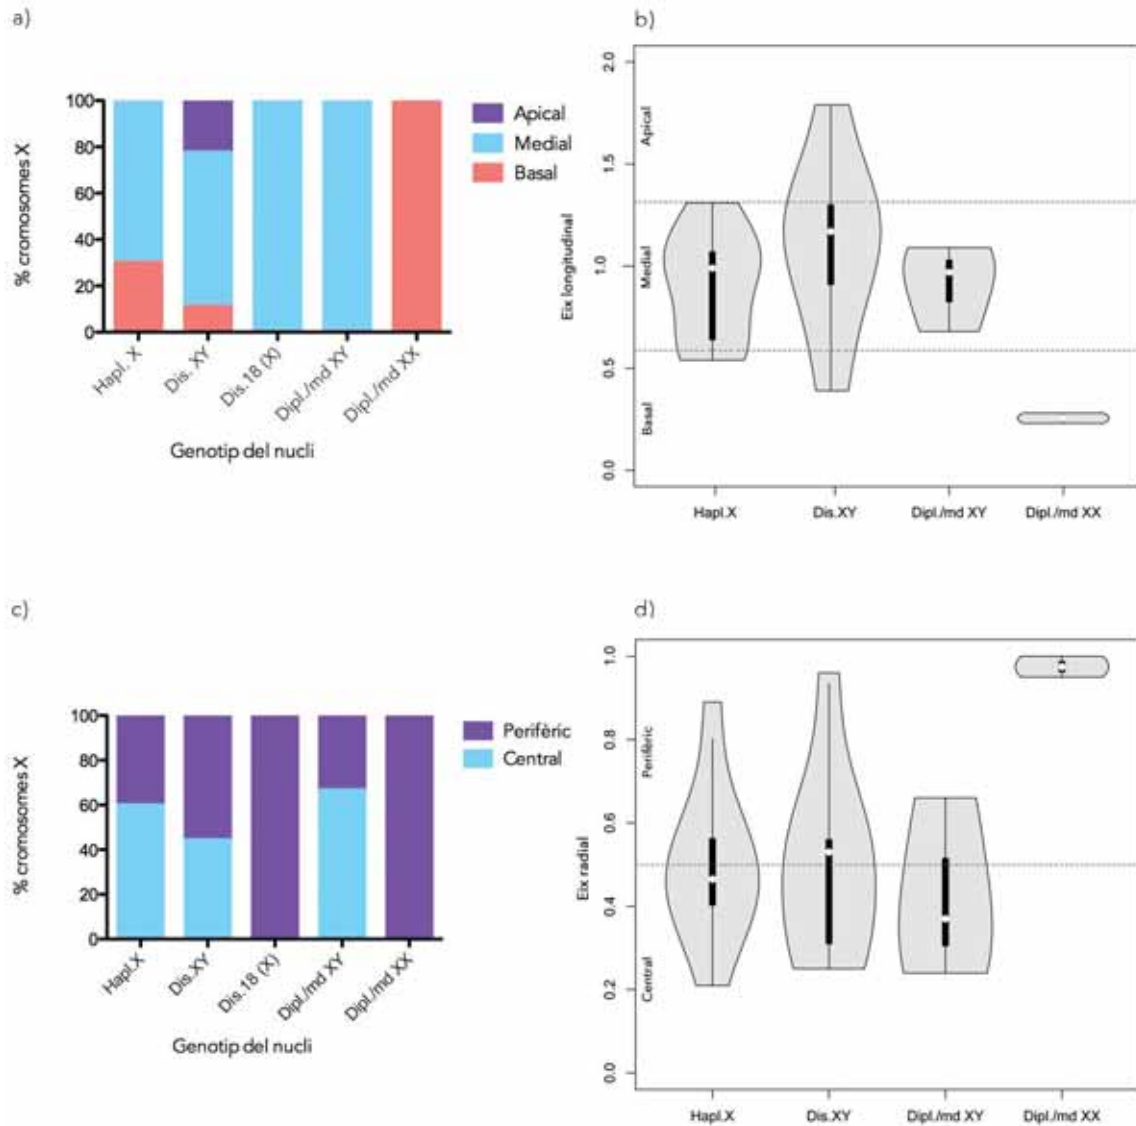 a)
100
80
60
40
20
0
% cromosomes X
Hapl. X
Dis. XY
Dis.18 (X)
Dipl./md XY
Dipl./md XX
Genotip del nucli
Apical
Medial
Basal
b)
2.0
1.5
1.0
0.5
0.0
Eix longitudinal
Apical
Medial
Basal
Hapl.X
Dis.XY
Dipl./md XY
Dipl./md XX
c)
100
80
60
40
20
0
% cromosomes X
Hapl.X
Dis.XY
Dis.18 (X)
Dipl./md XY
Dipl./md XX
Genotip del nucli
Perifèric
Central
d)
1.0
0.8
0.6
0.4
0.2
0.0
Eix radial
Perifèric
Central
Hapl.X
Dis.XY
Dipl./md XY
Dipl./md XX